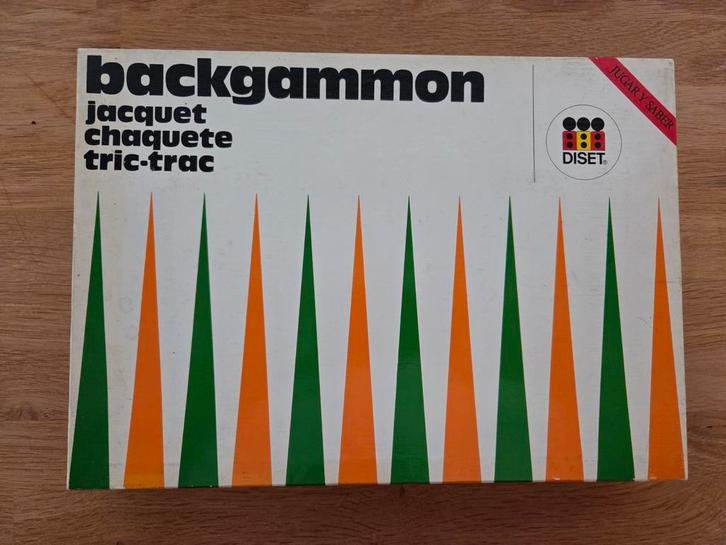 backgammon
jacquet
chaquete
tric-trac
JUGAR Y SABER
DISET®